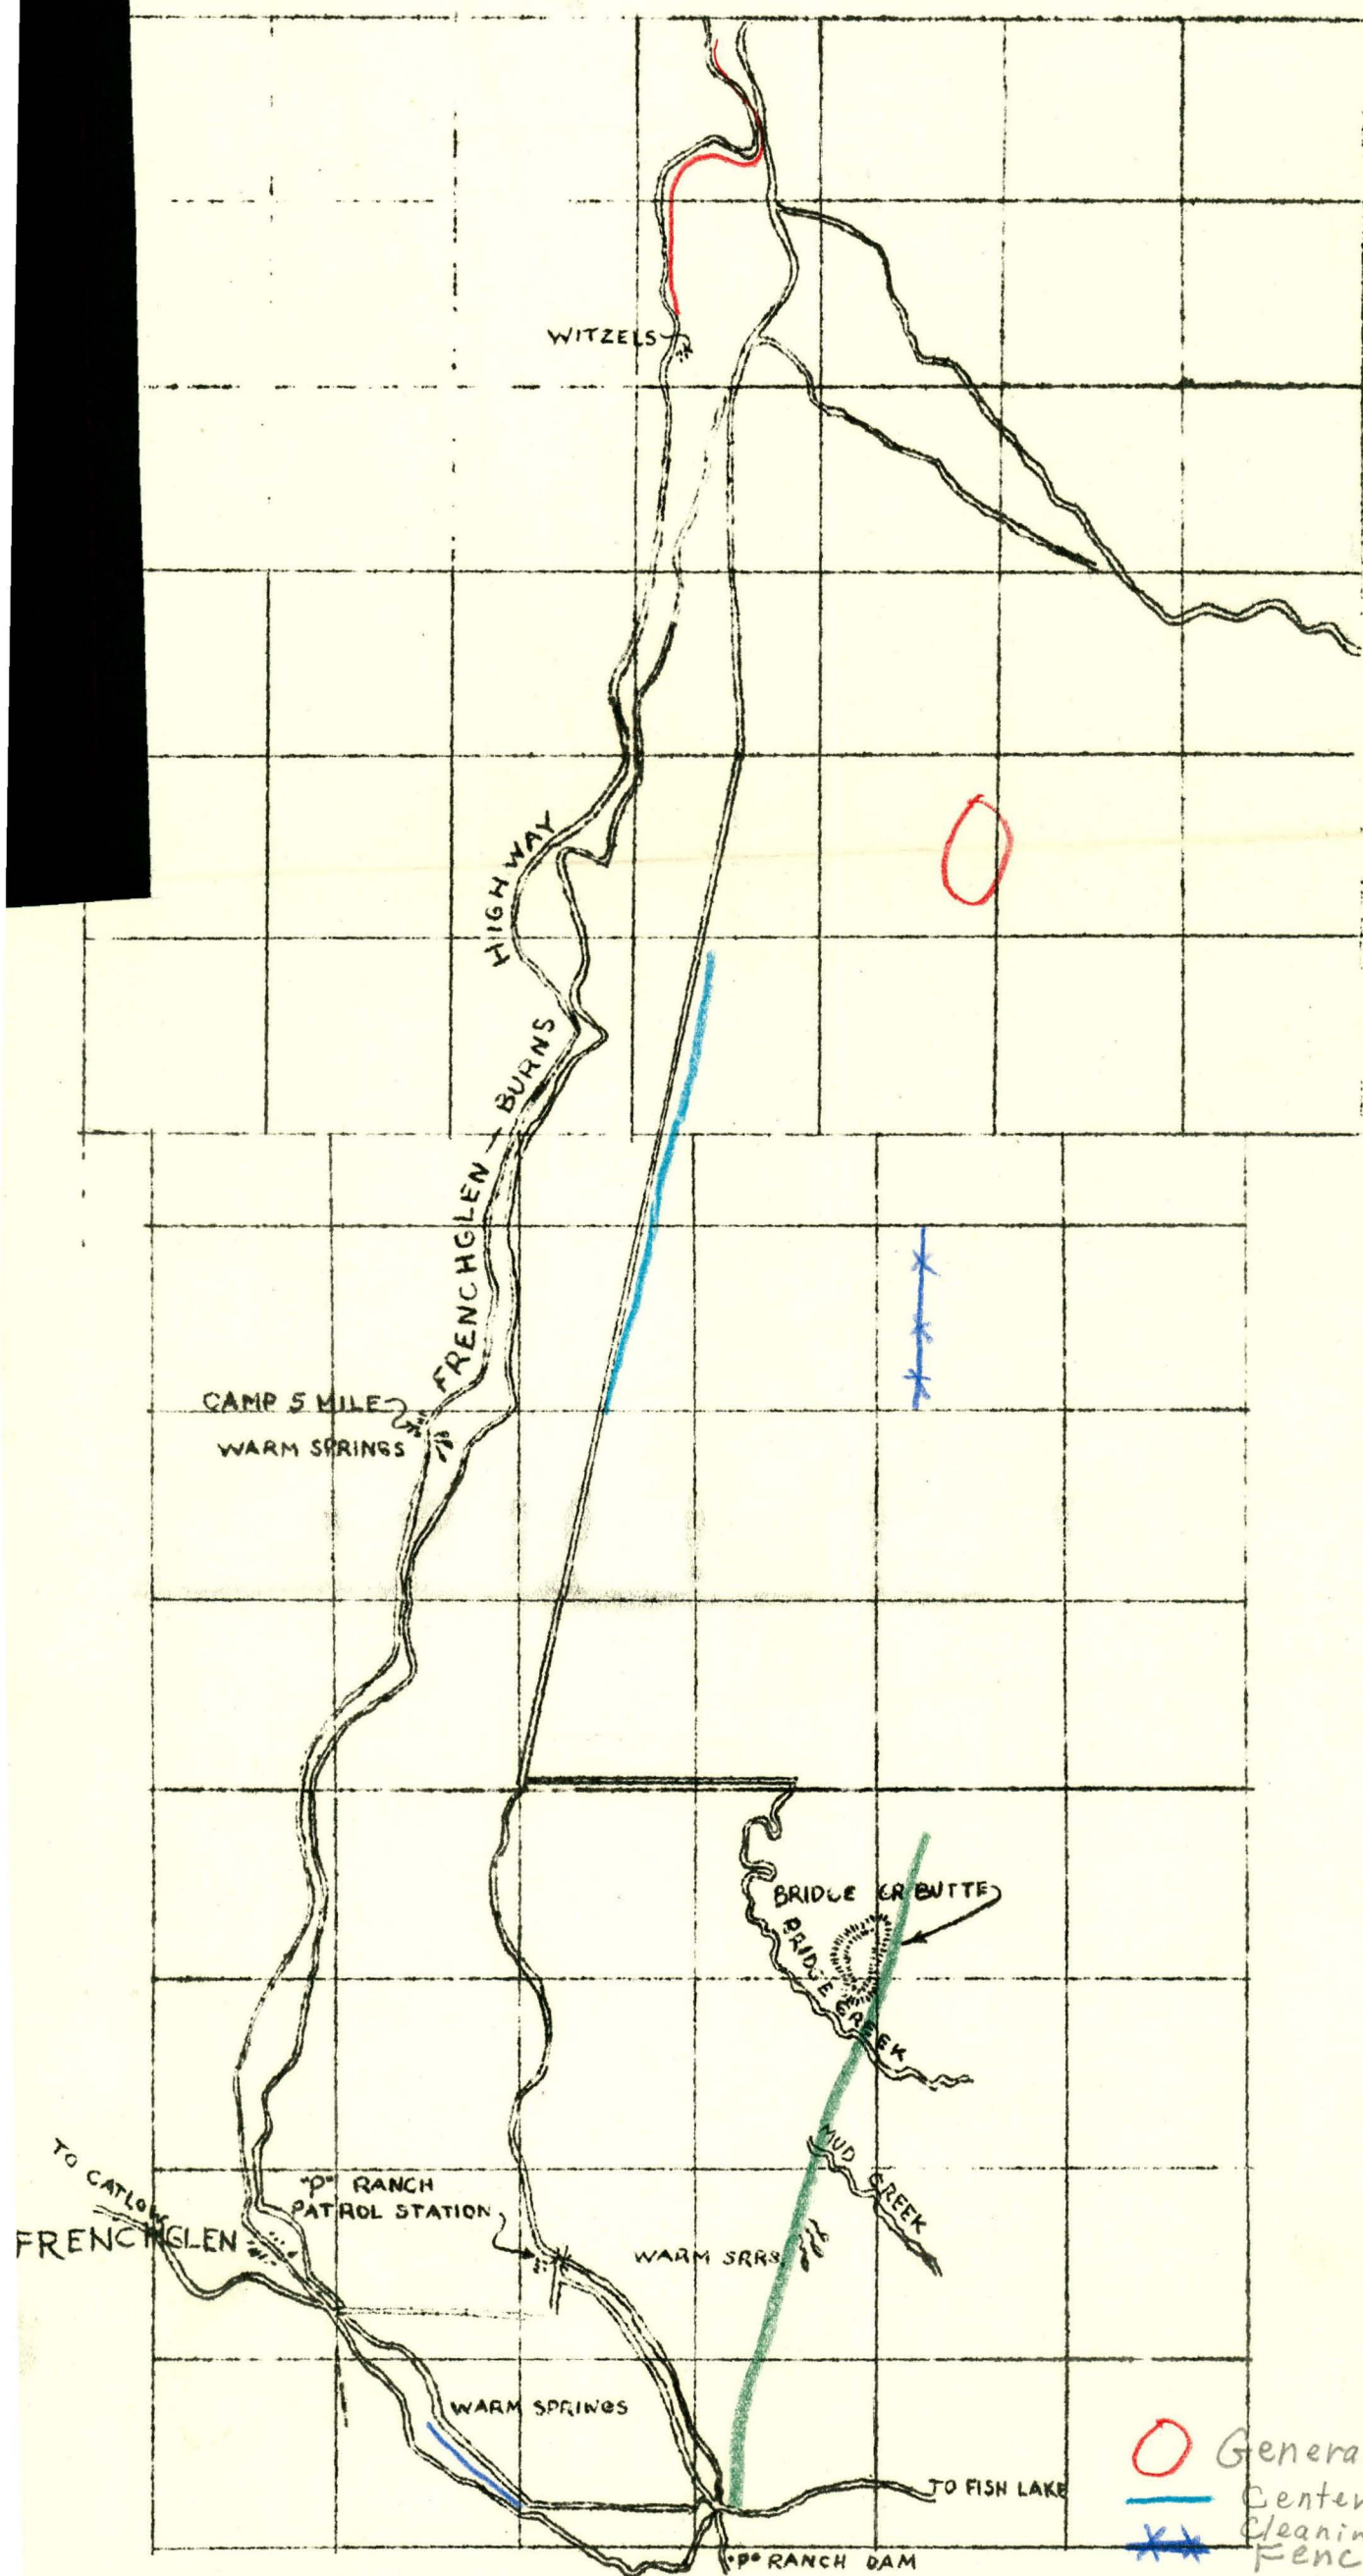 WITZELS
HIGHWAY
FRENCHGLEN - BURNS
CAMP 5 MILE
WARM SPRINGS
BRIDGE CR BUTTE
BRIDGE CREEK
MUD CREEK
TO CATLOW
"P" RANCH
PATROL STATION
FRENCHGLEN
WARM SPRS
WARM SPRINGS
TO FISH LAKE
"P" RANCH DAM
Genera
Center
Cleanin
Fenc